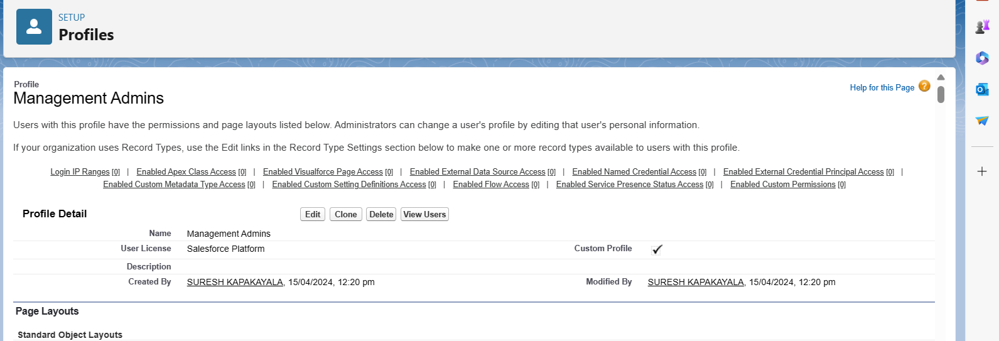 SETUP
Profiles
Profile
Management Admins
Help for this Page ?
Users with this profile have the permissions and page layouts listed below. Administrators can change a user's profile by editing that user's personal information.
If your organization uses Record Types, use the Edit links in the Record Type Settings section below to make one or more record types available to users with this profile.
Login IP Ranges [0] | Enabled Apex Class Access [0] | Enabled Visualforce Page Access [0] | Enabled External Data Source Access [0] | Enabled Named Credential Access [0] | Enabled External Credential Principal Access [0] |
Enabled Custom Metadata Type Access [0] | Enabled Custom Setting Definitions Access [0] | Enabled Flow Access [0] | Enabled Service Presence Status Access [0] | Enabled Custom Permissions [0]
Profile Detail Edit Clone Delete View Users
Name Management Admins
User License Salesforce Platform Custom Profile ✓
Description
Created By SURESH KAPAKAYALA, 15/04/2024, 12:20 pm Modified By SURESH KAPAKAYALA, 15/04/2024, 12:20 pm
Page Layouts
Standard Object Layouts